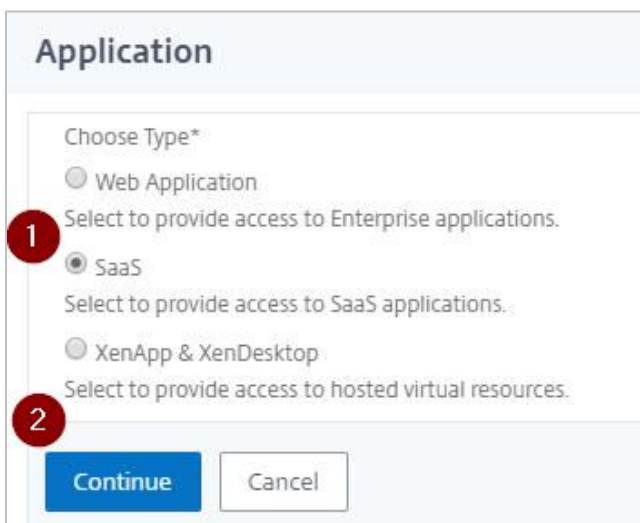 Application
Choose Type*
Web Application
Select to provide access to Enterprise applications.
1
SaaS
Select to provide access to SaaS applications.
XenApp & XenDesktop
Select to provide access to hosted virtual resources.
2
Continue Cancel